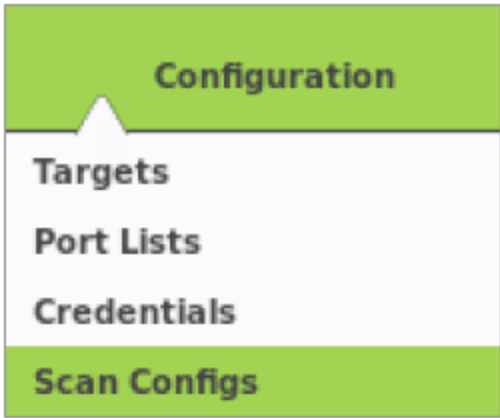 Configuration
Targets
Port Lists
Credentials
Scan Configs